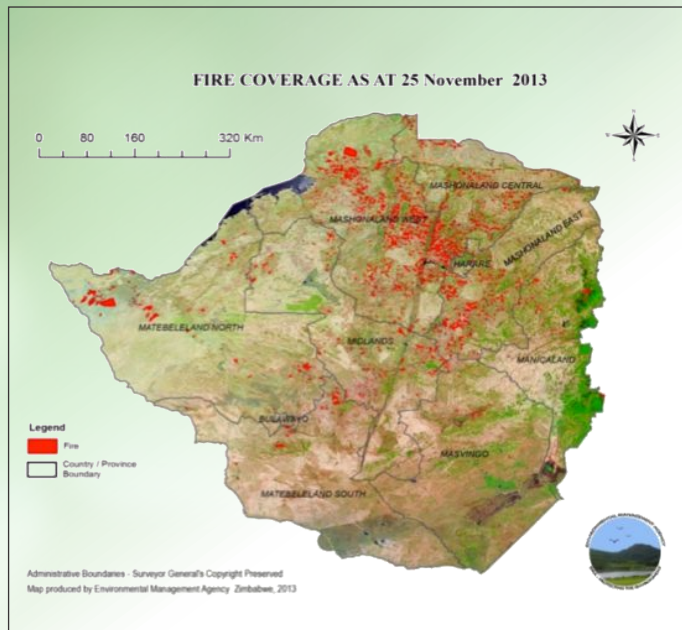 FIRE COVERAGE AS AT 25 November 2013
0 80 160 320 Km
MASHONALAND CENTRAL
MASHONALAND WEST
MASHONALAND EAST
HARARE
MATEBELELAND NORTH
MIDLANDS
MANICALAND
BULAWAYO
MASVINGO
MATEBELELAND SOUTH
Legend
Fire
Country / Province
Boundary
Administrative Boundaries - Surveyor General's Copyright Preserved
Map produced by Environmental Management Agency Zimbabwe, 2013